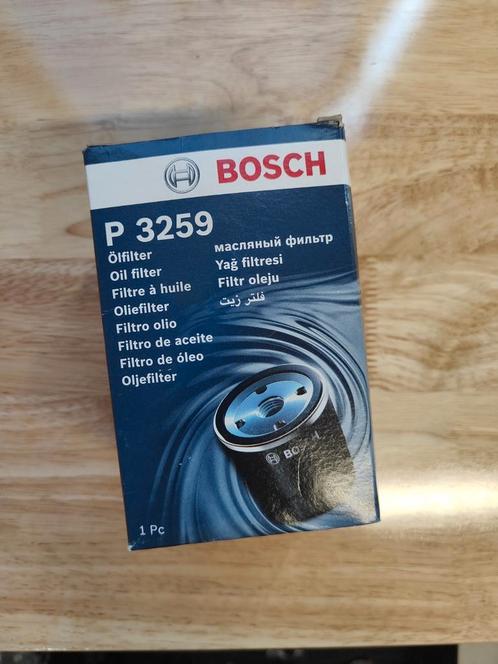 BOSCH
P 3259
Ölfilter
Oil filter
Filtre à huile
Oliefilter
Filtro olio
Filtro de aceite
Filtro de óleo
Oljefilter
масляный фильтр
Yağ filtresi
Filtr oleju
فلتر زيت
BOSCH
1 Pc